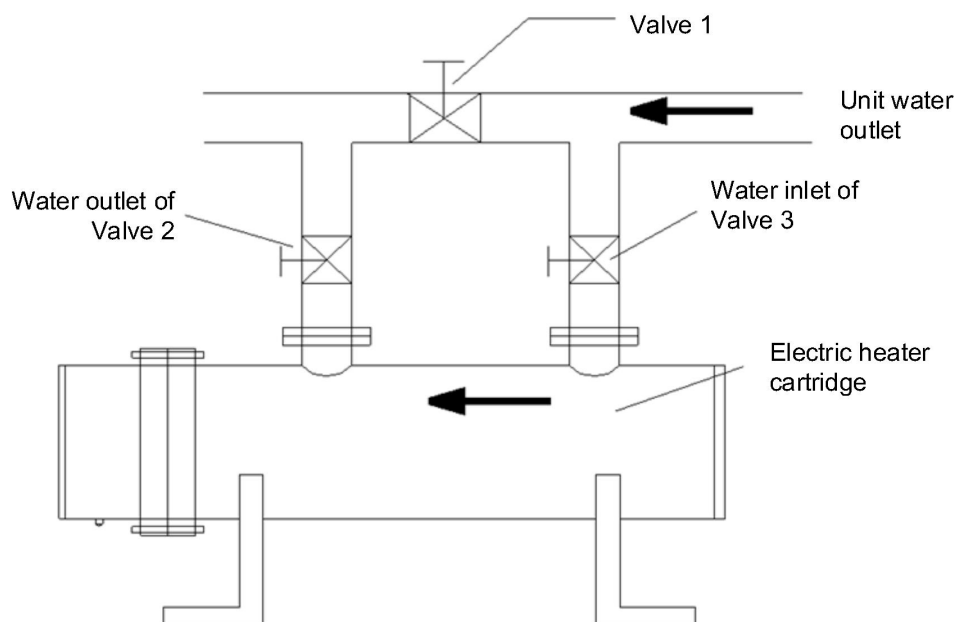 Valve 1
Unit water
outlet
Water outlet of
Valve 2
Water inlet of
Valve 3
Electric heater
cartridge